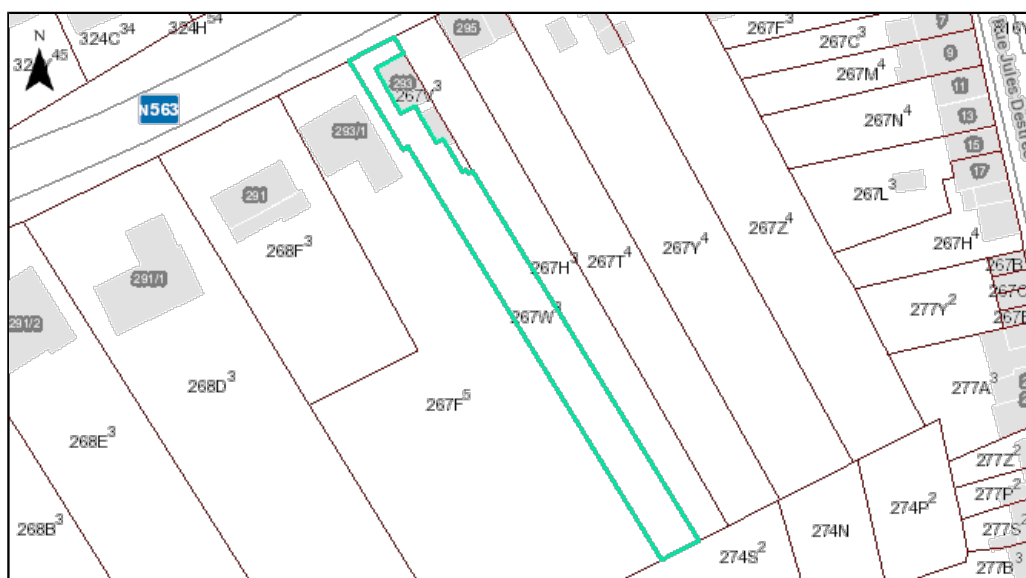 324C³⁴
324H⁵⁴
N
N563
295
293
267V³
293/1
291
291/1
291/2
268F³
268D³
268E³
268B³
267F⁵
267H³
267W³
267T⁴
267Y⁴
267Z⁴
267F³
267C³
267M⁴
267N⁴
267L³
267H⁴
7
9
11
13
15
17
277Y²
277A³
277Z²
277P²
277S²
277B³
274P²
274N
274S²